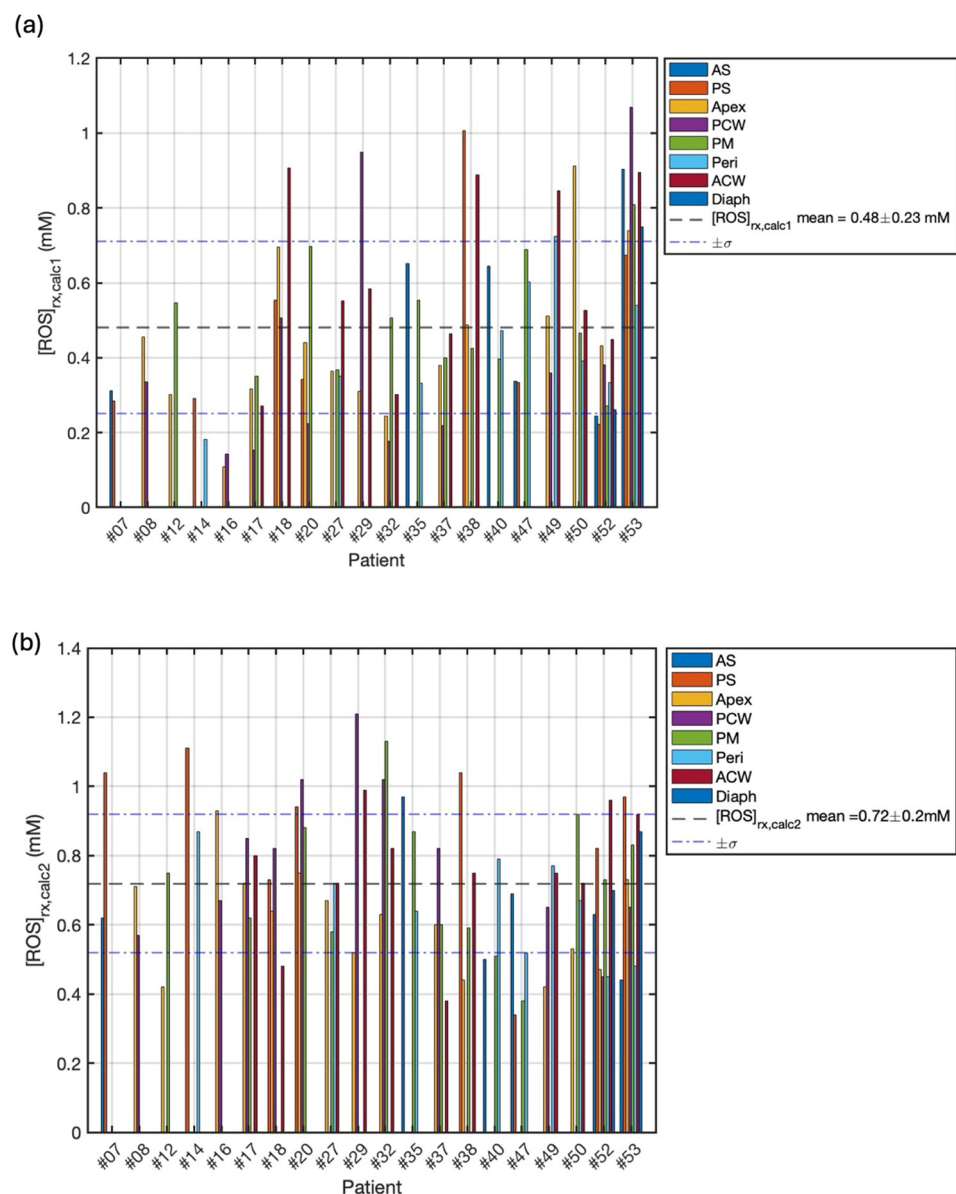 (a)
1.2
1
0.8
0.6
0.4
0.2
0
[ROS]rx,calc1 (mM)
#07 #08 #12 #14 #16 #17 #18 #20 #27 #29 #32 #35 #37 #38 #40 #47 #49 #50 #52 #53
Patient
AS
PS
Apex
PCW
PM
Peri
ACW
Diaph
[ROS]rx,calc1 mean = 0.48±0.23 mM
±σ
(b)
1.4
1.2
1
0.8
0.6
0.4
0.2
0
[ROS]rx,calc2 (mM)
#07 #08 #12 #14 #16 #17 #18 #20 #27 #29 #32 #35 #37 #38 #40 #47 #49 #50 #52 #53
Patient
AS
PS
Apex
PCW
PM
Peri
ACW
Diaph
[ROS]rx,calc2 mean =0.72±0.2mM
±σ